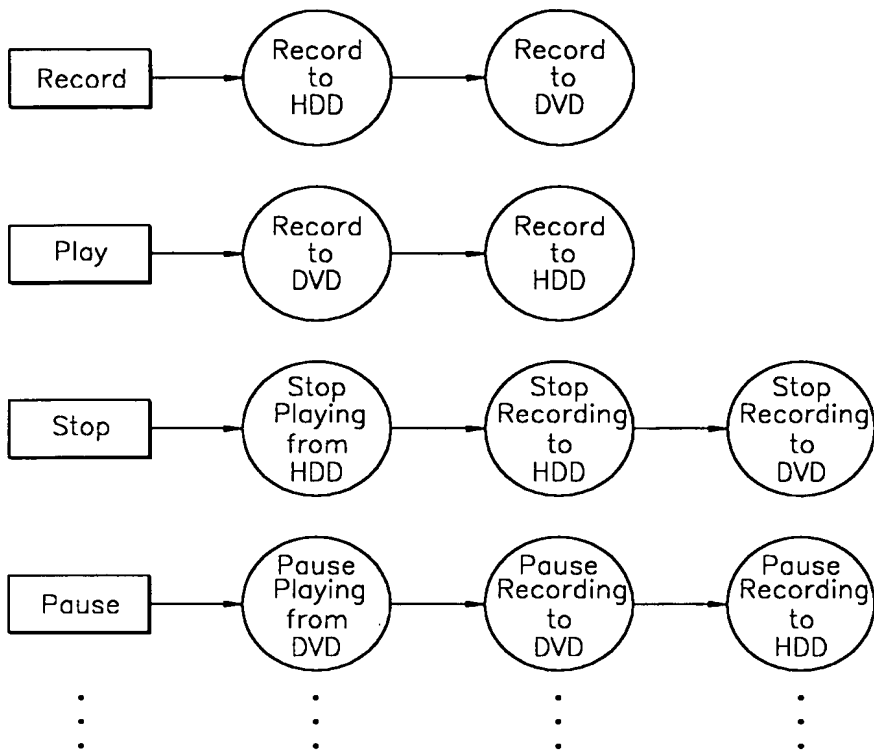 Record
Record
to
HDD
Record
to
DVD
Play
Record
to
DVD
Record
to
HDD
Stop
Stop
Playing
from
HDD
Stop
Recording
to
HDD
Stop
Recording
to
DVD
Pause
Pause
Playing
from
DVD
Pause
Recording
to
DVD
Pause
Recording
to
HDD